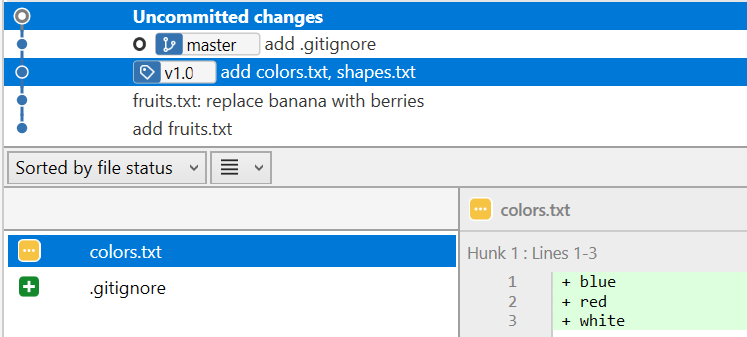 Uncommitted changes
master add .gitignore
v1.0 add colors.txt, shapes.txt
fruits.txt: replace banana with berries
add fruits.txt
Sorted by file status
colors.txt
colors.txt
.gitignore
Hunk 1 : Lines 1-3
1 + blue
2 + red
3 + white